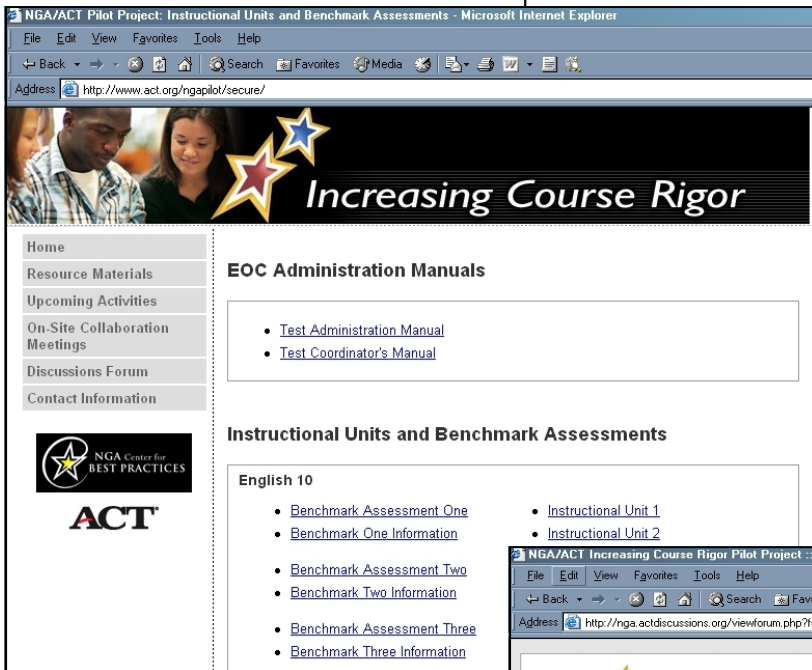 NGA/ACT Pilot Project: Instructional Units and Benchmark Assessments - Microsoft Internet Explorer
File Edit View Favorites Tools Help
Back Search Favorites Media
Address http://www.act.org/ngapilot/secure/
Increasing Course Rigor
Home
Resource Materials
Upcoming Activities
On-Site Collaboration
Meetings
Discussions Forum
Contact Information
NGA Center for
BEST PRACTICES
ACT
EOC Administration Manuals
• Test Administration Manual
• Test Coordinator's Manual
Instructional Units and Benchmark Assessments
English 10
• Benchmark Assessment One
• Benchmark One Information
• Benchmark Assessment Two
• Benchmark Two Information
• Benchmark Assessment Three
• Benchmark Three Information
• Instructional Unit 1
• Instructional Unit 2
NGA/ACT Increasing Course Rigor Pilot Project ::
File Edit View Favorites Tools Help
Back Search Fav
Address http://nga.actdiscussions.org/viewforum.php?f